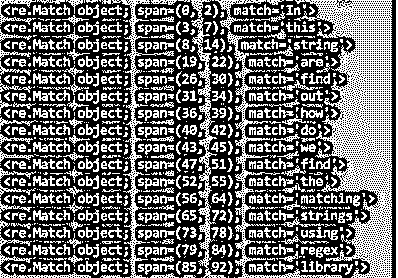 <re.Match object; span=(0, 2), match='In'>
<re.Match object; span=(3, 7), match='this'>
<re.Match object; span=(8, 14), match='string'>
<re.Match object; span=(19, 22), match='are'>
<re.Match object; span=(26, 30), match='find'>
<re.Match object; span=(31, 34), match='out'>
<re.Match object; span=(36, 39), match='how'>
<re.Match object; span=(40, 42), match='do'>
<re.Match object; span=(43, 45), match='we'>
<re.Match object; span=(47, 51), match='find'>
<re.Match object; span=(52, 55), match='the'>
<re.Match object; span=(56, 64), match='matching'>
<re.Match object; span=(65, 72), match='strings'>
<re.Match object; span=(73, 78), match='using'>
<re.Match object; span=(79, 84), match='regex'>
<re.Match object; span=(85, 92), match='library'>